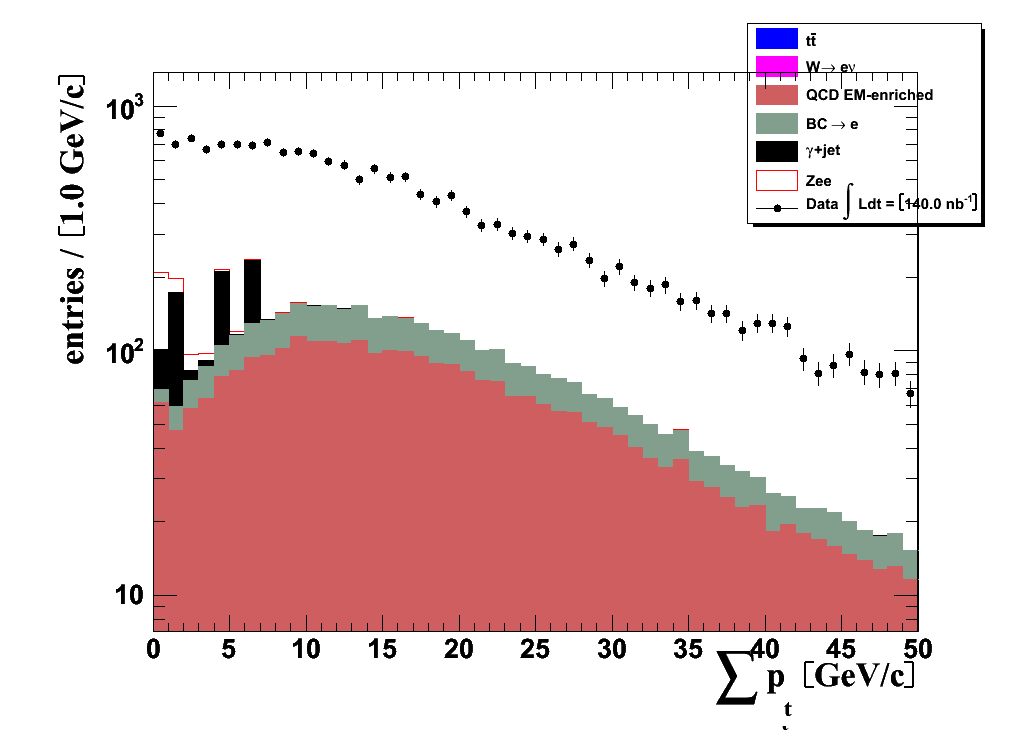 tt̄
W→ eν
QCD EM-enriched
BC → e
γ+jet
Zee
Data ∫ Ldt = [140.0 nb⁻¹]
entries / [1.0 GeV/c]
10³
10²
10
0 5 10 15 20 25 30 35 40 45 50
∑ pₜ [GeV/c]